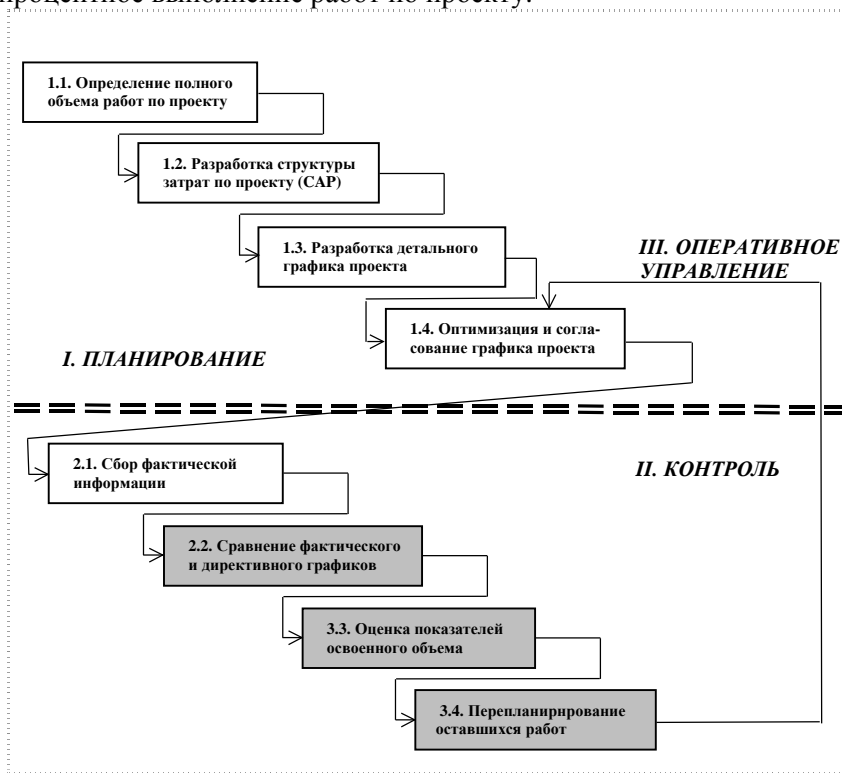 процентное выполнение работ по проекту.
1.1. Определение полного
объема работ по проекту
1.2. Разработка структуры
затрат по проекту (САР)
1.3. Разработка детального
графика проекта
III. ОПЕРАТИВНОЕ
УПРАВЛЕНИЕ
1.4. Оптимизация и согла-
сование графика проекта
I. ПЛАНИРОВАНИЕ
2.1. Сбор фактической
информации
II. КОНТРОЛЬ
2.2. Сравнение фактического
и директивного графиков
3.3. Оценка показателей
освоенного объема
3.4. Перепланирнрование
оставшихся работ